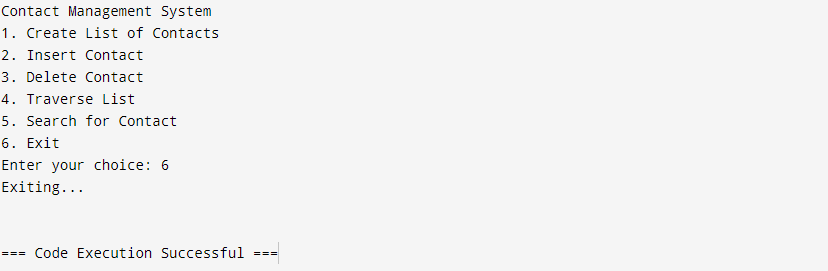 Contact Management System
1. Create List of Contacts
2. Insert Contact
3. Delete Contact
4. Traverse List
5. Search for Contact
6. Exit
Enter your choice: 6
Exiting...
=== Code Execution Successful ===